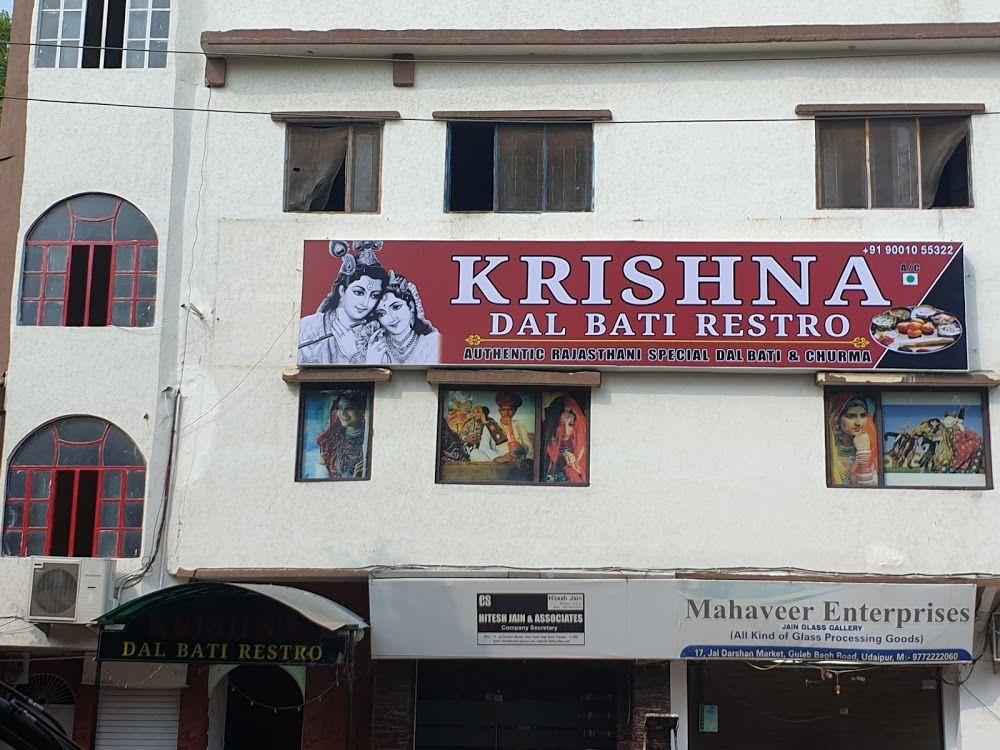 +91 90010 55322
KRISHNA
A/C
DAL BATI RESTRO
AUTHENTIC RAJASTHANI SPECIAL DAL BATI & CHURMA
CS
Hitesh Jain
HITESH JAIN & ASSOCIATES
Company Secretary
Mahaveer Enterprises
JAIN GLASS GALLERY
(All Kind of Glass Processing Goods)
17, Jal Darshan Market, Gulab Bagh Road, Udaipur, M:- 9772222060
DAL BATI RESTRO